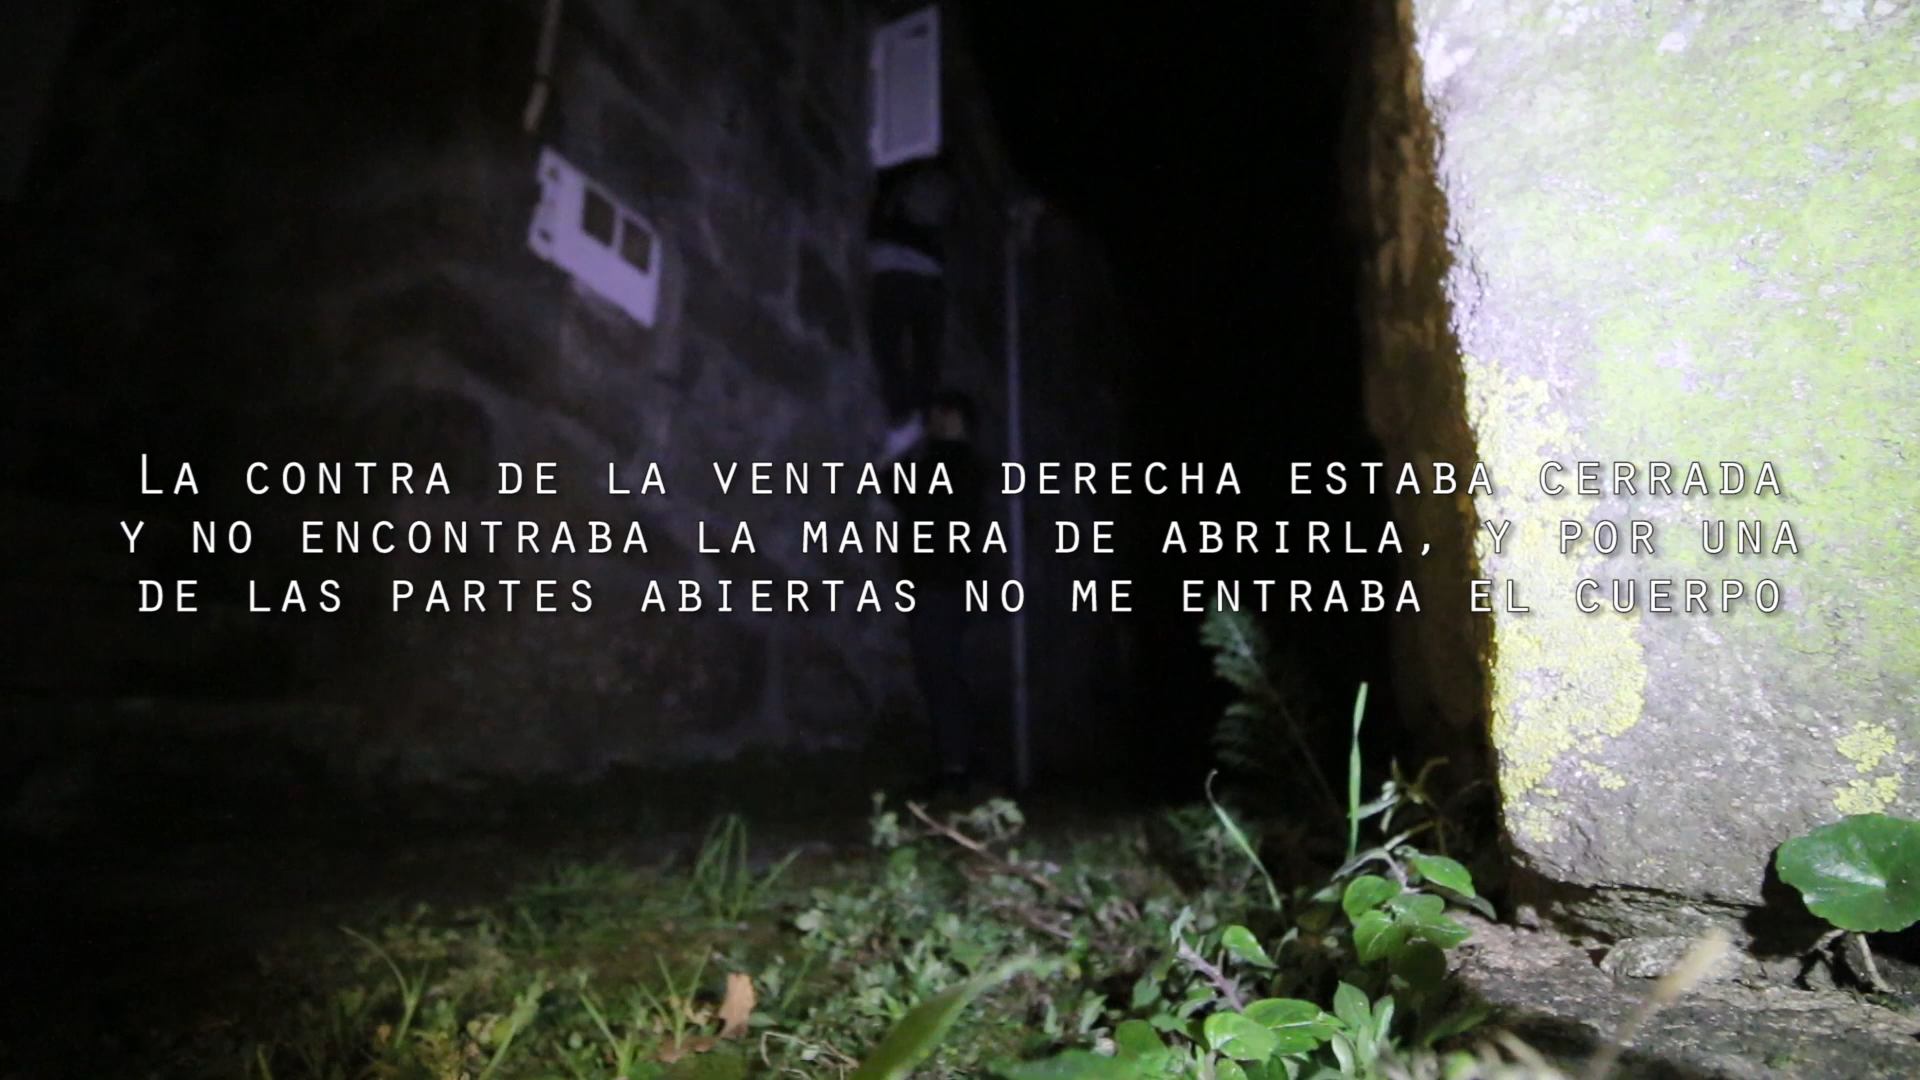 La contra de la ventana derecha estaba cerrada
y no encontraba la manera de abrirla, y por una
de las partes abiertas no me entraba el cuerpo